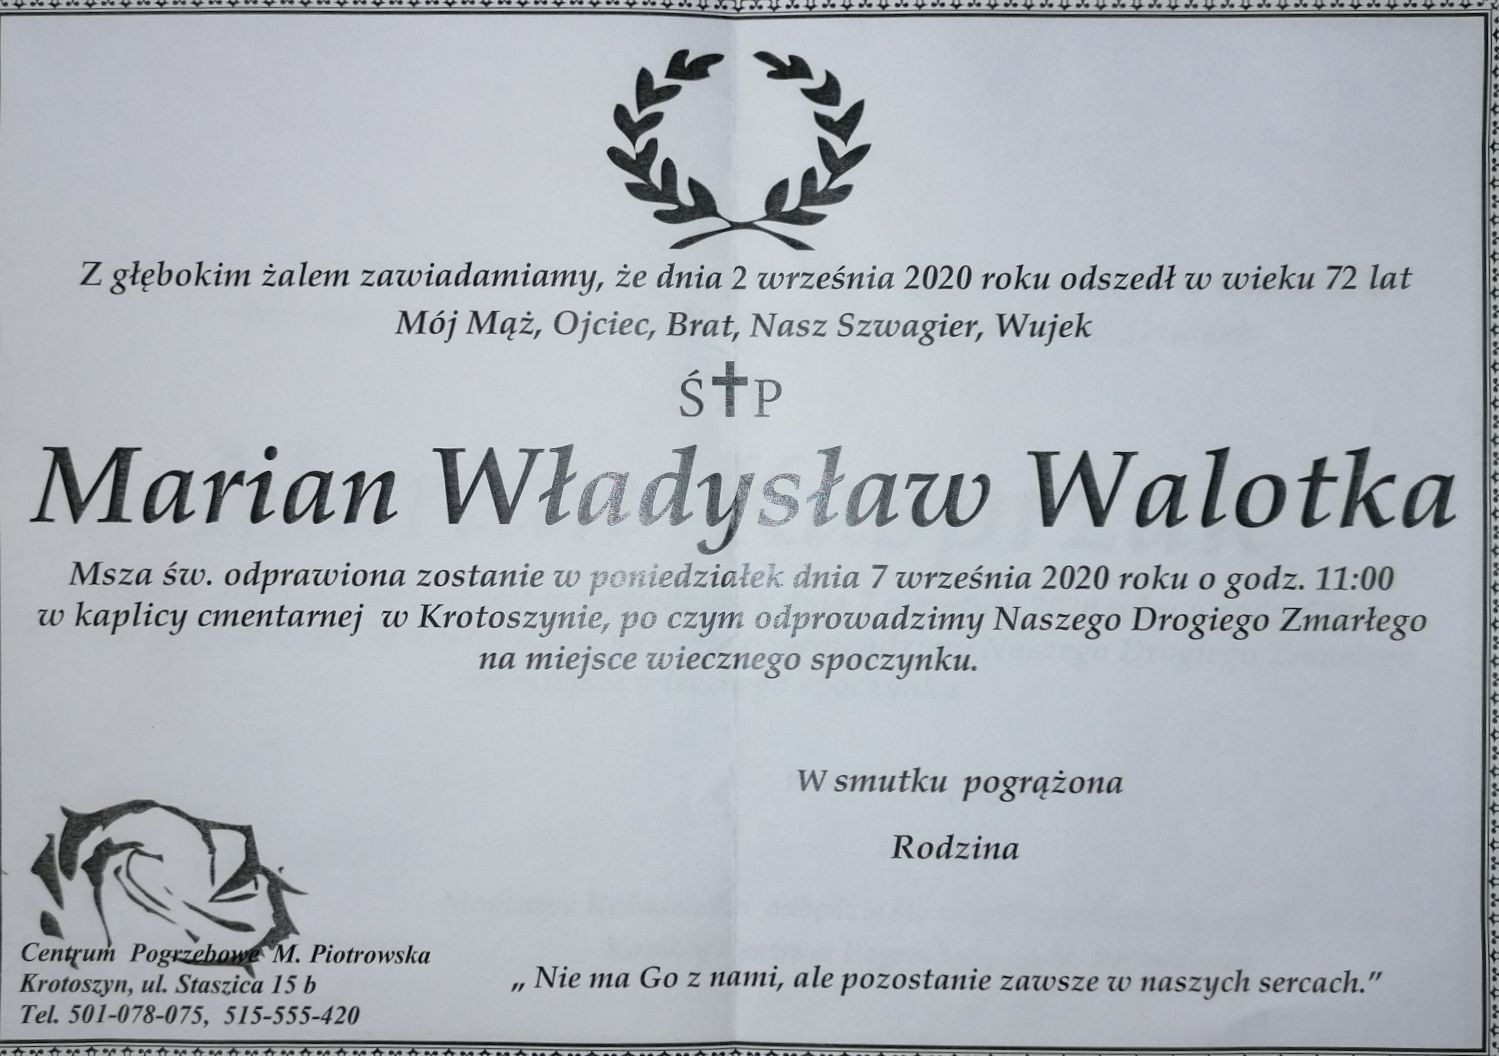 Z głębokim żalem zawiadamiamy, że dnia 2 września 2020 roku odszedł w wieku 72 lat
Mój Mąż, Ojciec, Brat, Nasz Szwagier, Wujek
Ś✝P
Marian Władysław Walotka
Msza św. odprawiona zostanie w poniedziałek dnia 7 września 2020 roku o godz. 11:00
w kaplicy cmentarnej w Krotoszynie, po czym odprowadzimy Naszego Drogiego Zmarłego
na miejsce wiecznego spoczynku.
W smutku pogrążona
Rodzina
Centrum Pogrzebowe M. Piotrowska
Krotoszyn, ul. Staszica 15 b
Tel. 501-078-075, 515-555-420
„ Nie ma Go z nami, ale pozostanie zawsze w naszych sercach.”